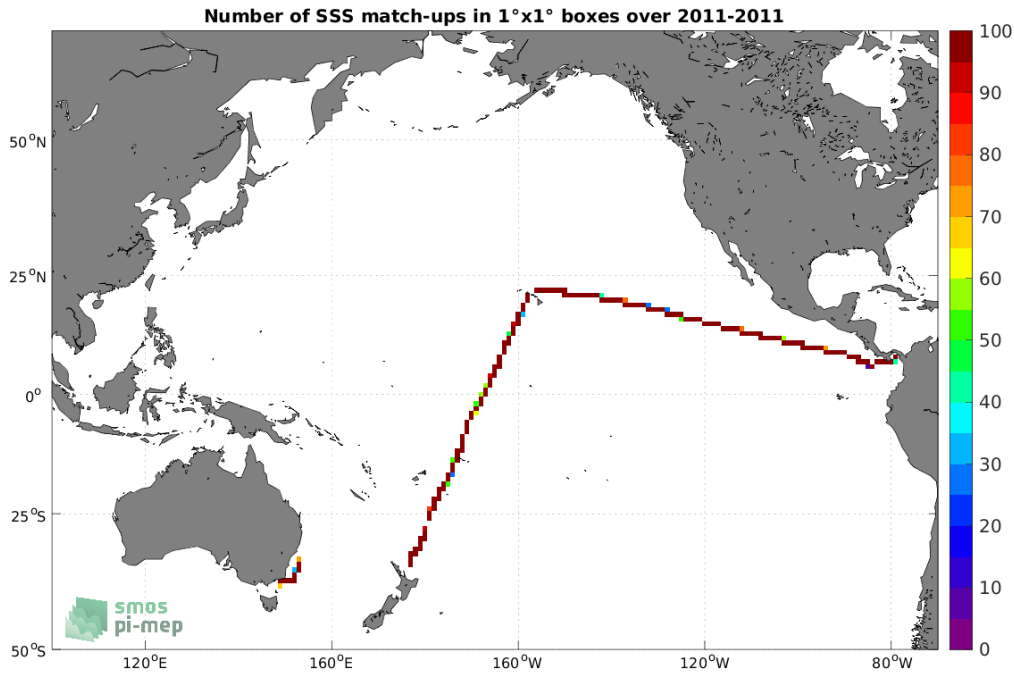 Number of SSS match-ups in 1°x1° boxes over 2011-2011
50°N
25°N
0°
25°S
50°S
120°E
160°E
160°W
120°W
80°W
100
90
80
70
60
50
40
30
20
10
0
smos
pi-mep